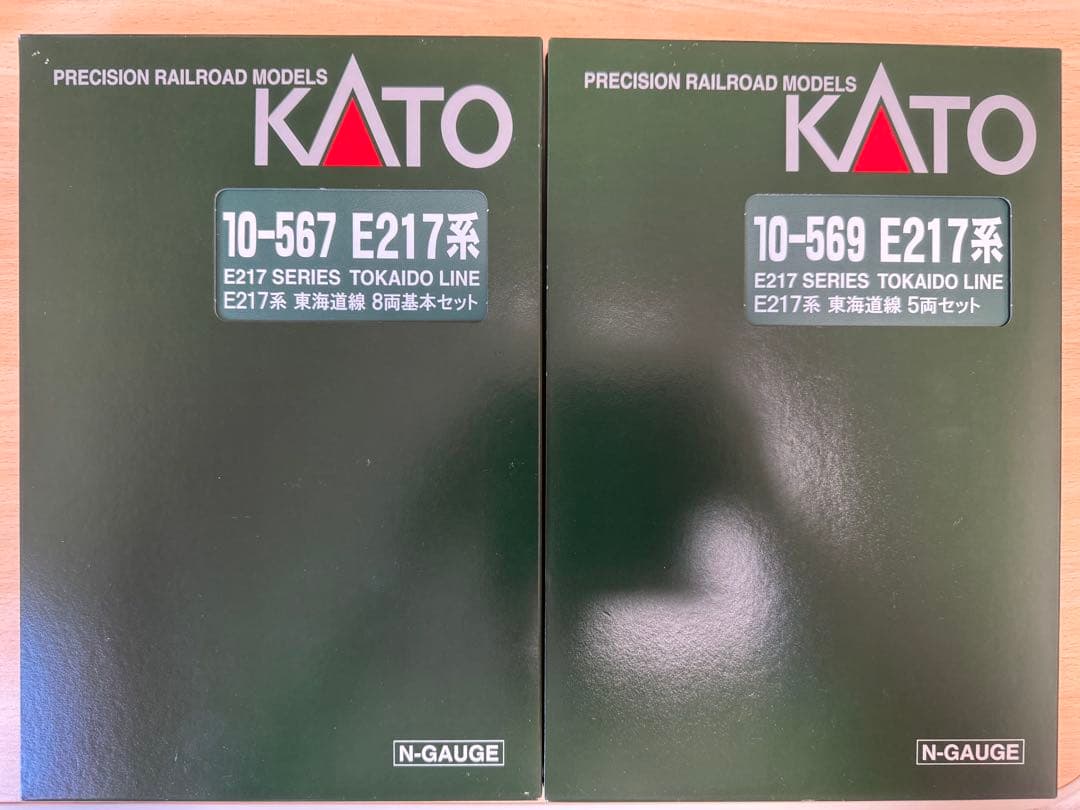 PRECISION RAILROAD MODELS
KATO
10-567 E217系
E217 SERIES TOKAIDO LINE
E217系 東海道線 8両基本セット
N-GAUGE
PRECISION RAILROAD MODELS
KATO
10-569 E217系
E217 SERIES TOKAIDO LINE
E217系 東海道線 5両セット
N-GAUGE